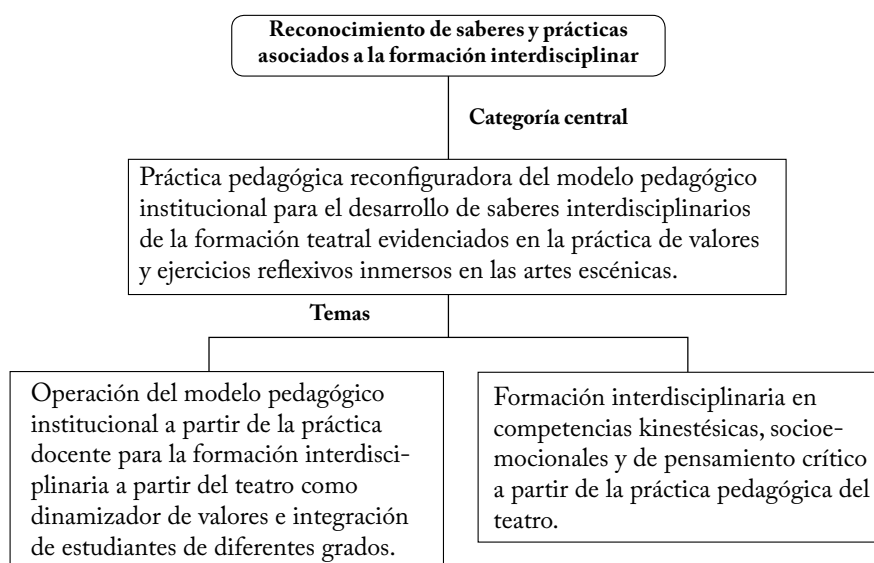 Reconocimiento de saberes y prácticas
asociados a la formación interdisciplinar
Categoría central
Práctica pedagógica reconfiguradora del modelo pedagógico
institucional para el desarrollo de saberes interdisciplinarios
de la formación teatral evidenciados en la práctica de valores
y ejercicios reflexivos inmersos en las artes escénicas.
Temas
Operación del modelo pedagógico
institucional a partir de la práctica
docente para la formación interdisci-
plinaria a partir del teatro como
dinamizador de valores e integración
de estudiantes de diferentes grados.
Formación interdisciplinaria en
competencias kinestésicas, socioe-
mocionales y de pensamiento crítico
a partir de la práctica pedagógica del
teatro.